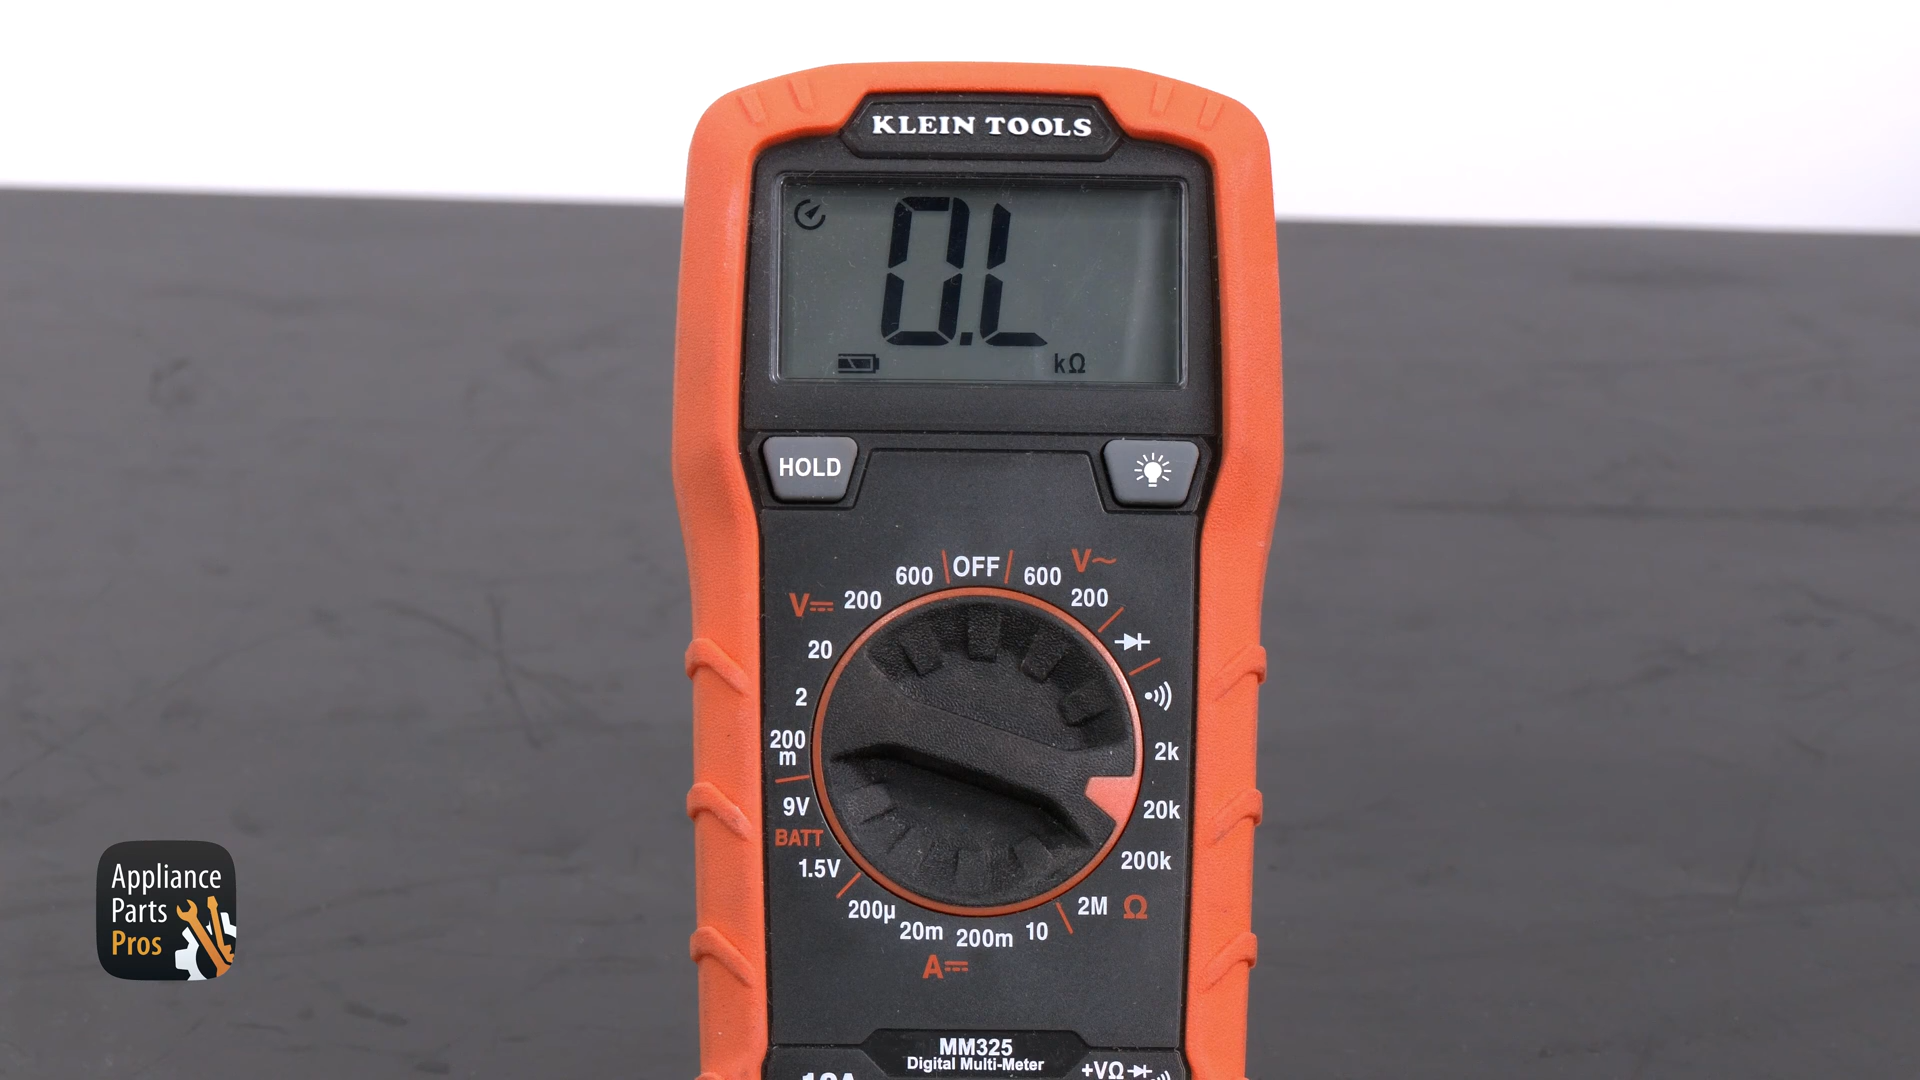 KLEIN TOOLS
0.L
kΩ
HOLD
600 OFF 600 V~
V⎓ 200 200
20
2
200
m
2k
9V
20k
BATT
1.5V
200k
200µ 20m 200m 10 2M Ω
A⎓
MM325
Digital Multi-Meter
+VΩ
Appliance
Parts
Pros